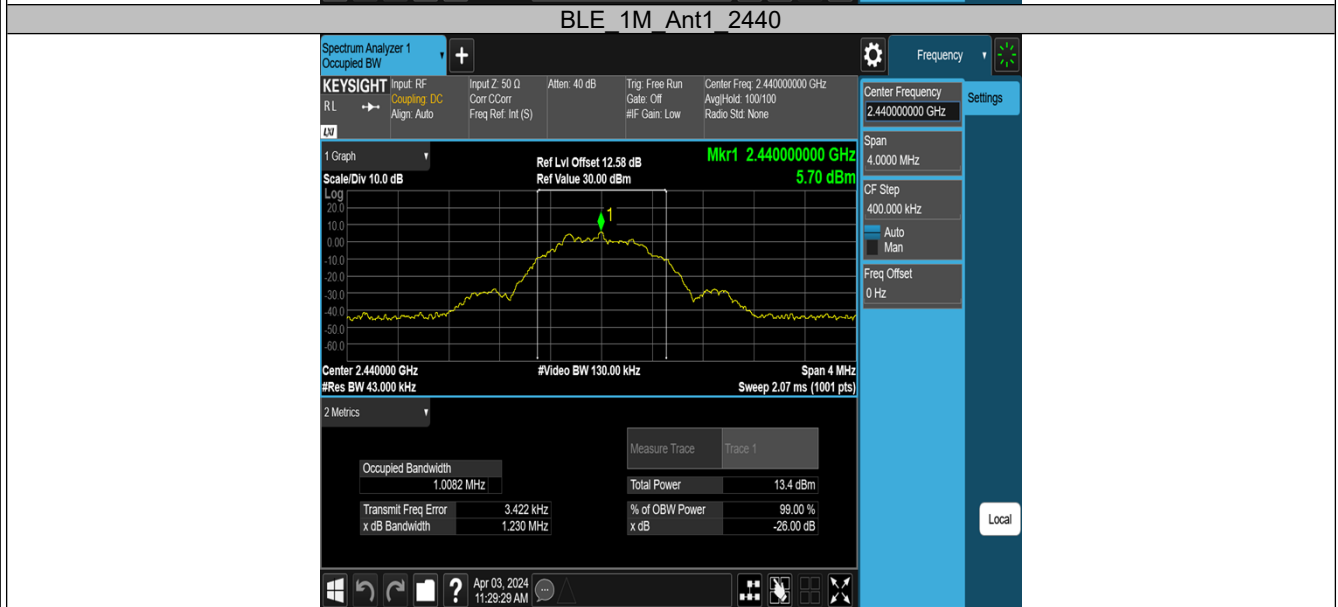 BLE_1M_Ant1_2440
Spectrum Analyzer 1
Occupied BW
+
Frequency
KEYSIGHT
RL
LXI
Input: RF
Coupling: DC
Align: Auto
Input Z: 50 Ω
Corr CCorr
Freq Ref: Int (S)
Atten: 40 dB
Trig: Free Run
Gate: Off
#IF Gain: Low
Center Freq: 2.440000000 GHz
Avg|Hold: 100/100
Radio Std: None
Center Frequency
2.440000000 GHz
Settings
Span
4.0000 MHz
CF Step
400.000 kHz
Auto
Man
Freq Offset
0 Hz
1 Graph
Scale/Div 10.0 dB
Ref Lvl Offset 12.58 dB
Ref Value 30.00 dBm
Mkr1 2.440000000 GHz
5.70 dBm
Log
20.0
10.0
0.00
-10.0
-20.0
-30.0
-40.0
-50.0
-60.0
1
Center 2.440000 GHz
#Video BW 130.00 kHz
Span 4 MHz
#Res BW 43.000 kHz
Sweep 2.07 ms (1001 pts)
2 Metrics
Measure Trace
Trace 1
Occupied Bandwidth
1.0082 MHz
Total Power
13.4 dBm
Transmit Freq Error
3.422 kHz
% of OBW Power
99.00 %
x dB Bandwidth
1.230 MHz
x dB
-26.00 dB
Local
?
Apr 03, 2024
11:29:29 AM